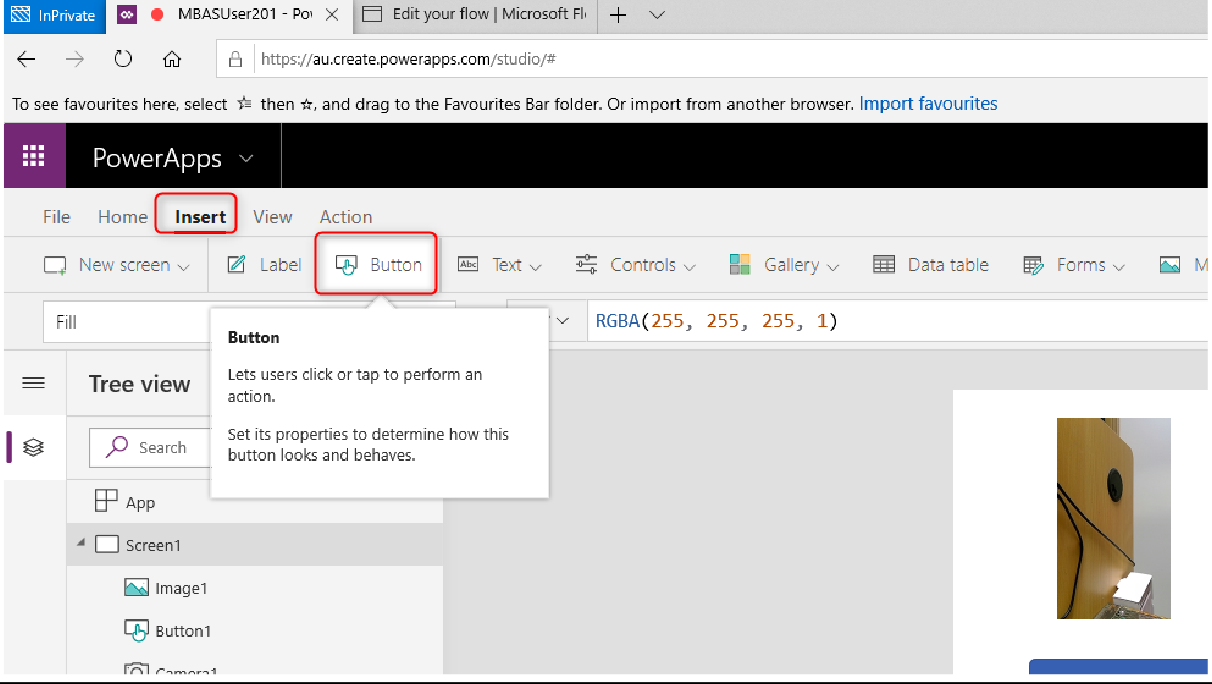 InPrivate
MBASUser201 - Po
Edit your flow | Microsoft Fl
https://au.create.powerapps.com/studio/#
To see favourites here, select then ☆, and drag to the Favourites Bar folder. Or import from another browser. Import favourites
PowerApps
File Home Insert View Action
New screen Label Button Abc Text Controls Gallery Data table Forms M
Fill RGBA(255, 255, 255, 1)
Button
Lets users click or tap to perform an
action.
Set its properties to determine how this
button looks and behaves.
Tree view
Search
App
Screen1
Image1
Button1
Camera1